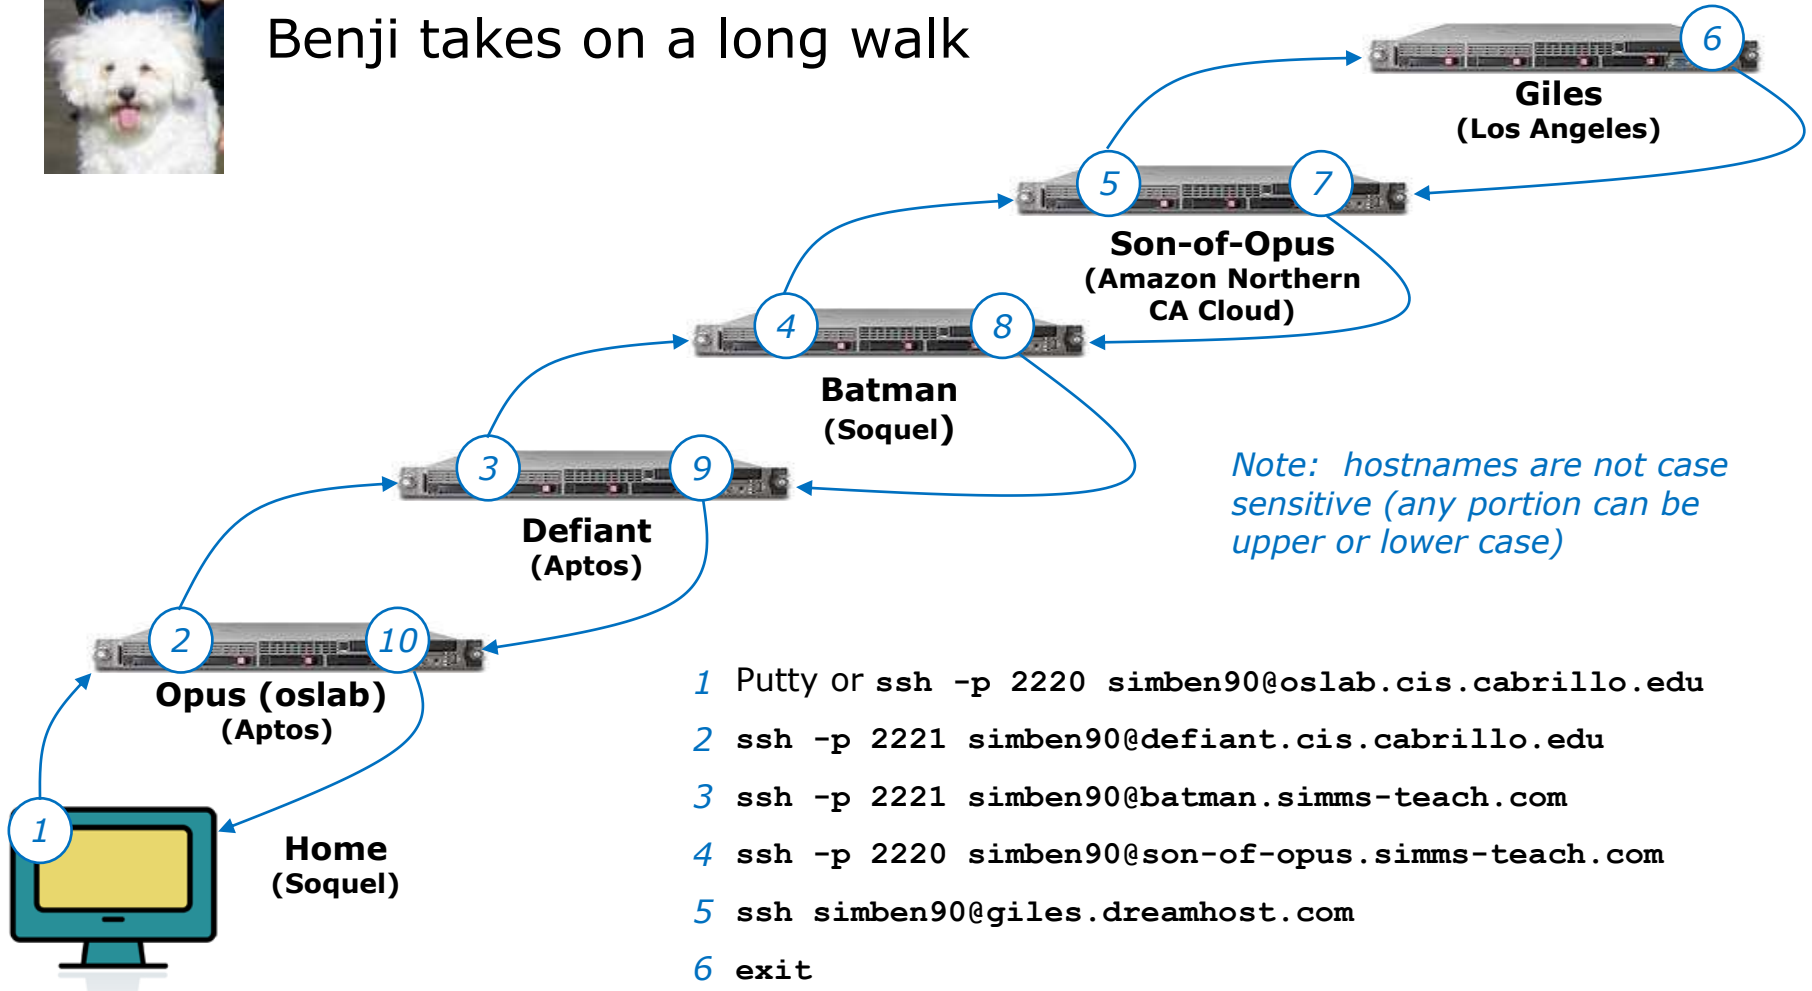 Benji takes on a long walk
6
Giles
(Los Angeles)
5
7
Son-of-Opus
(Amazon Northern
CA Cloud)
4
8
Batman
(Soquel)
3
9
Defiant
(Aptos)
Note: hostnames are not case
sensitive (any portion can be
upper or lower case)
2
10
Opus (oslab)
(Aptos)
1
Home
(Soquel)
1 Putty or ssh -p 2220 simben90@oslab.cis.cabrillo.edu
2 ssh -p 2221 simben90@defiant.cis.cabrillo.edu
3 ssh -p 2221 simben90@batman.simms-teach.com
4 ssh -p 2220 simben90@son-of-opus.simms-teach.com
5 ssh simben90@giles.dreamhost.com
6 exit